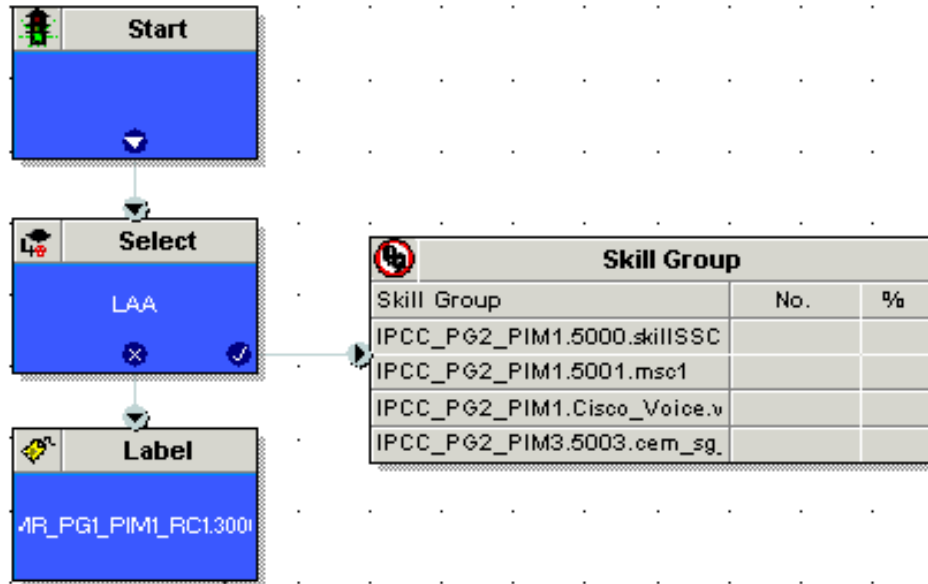 Start
Select
LAA
Skill Group
Skill Group No. %
IPCC_PG2_PIM1.5000.skillSSC
IPCC_PG2_PIM1.5001.msc1
IPCC_PG2_PIM1.Cisco_Voice.v
IPCC_PG2_PIM3.5003.cem_sg_
Label
MR_PG1_PIM1_RC1.300